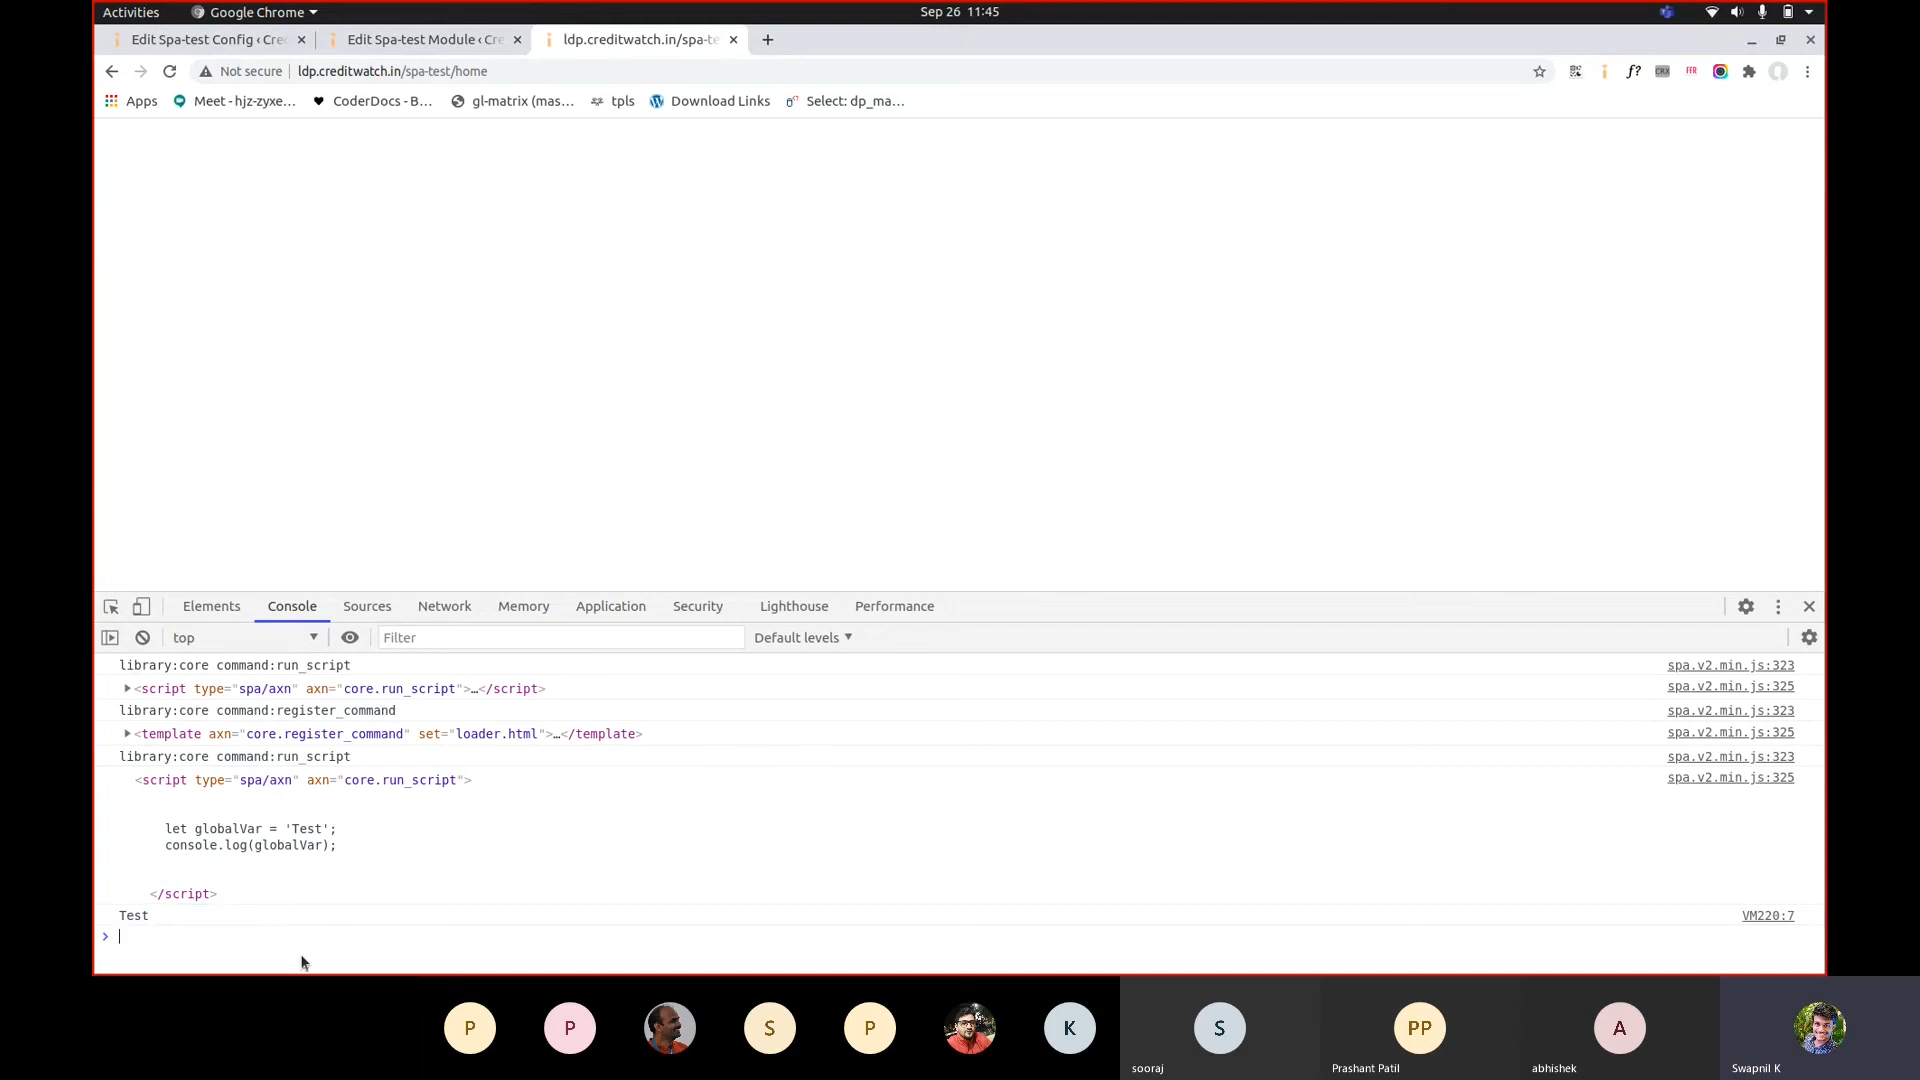 Activities
Google Chrome
Sep 26 11:45
Edit Spa-test Config ‹ Cre
Edit Spa-test Module ‹ Cre
ldp.creditwatch.in/spa-te
Not secure
ldp.creditwatch.in/spa-test/home
f?
CRX
FFR
Apps
Meet - hjz-zyxe...
CoderDocs - B...
gl-matrix (mas...
tpls
Download Links
Select: dp_ma...
Elements
Console
Sources
Network
Memory
Application
Security
Lighthouse
Performance
top
Filter
Default levels
library:core command:run_script spa.v2.min.js:323
<script type="spa/axn" axn="core.run_script">…</script> spa.v2.min.js:325
library:core command:register_command spa.v2.min.js:323
<template axn="core.register_command" set="loader.html">…</template> spa.v2.min.js:325
library:core command:run_script spa.v2.min.js:323
<script type="spa/axn" axn="core.run_script"> spa.v2.min.js:325
let globalVar = 'Test';
console.log(globalVar);
</script>
Test VM220:7
>
P
P
S
P
K
S
PP
A
sooraj
Prashant Patil
abhishek
Swapnil K